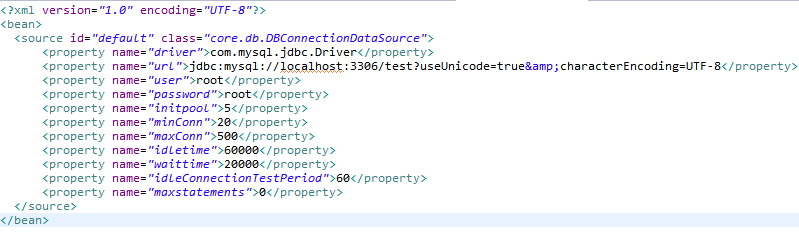 <?xml version="1.0" encoding="UTF-8"?>
<bean>
<source id="default" class="core.db.DBConnectionDataSource">
<property name="driver">com.mysql.jdbc.Driver</property>
<property name="url">jdbc:mysql://localhost:3306/test?useUnicode=true&amp;characterEncoding=UTF-8</property>
<property name="user">root</property>
<property name="password">root</property>
<property name="initpool">5</property>
<property name="minConn">20</property>
<property name="maxConn">500</property>
<property name="idletime">60000</property>
<property name="waittime">20000</property>
<property name="idleConnectionTestPeriod">60</property>
<property name="maxstatements">0</property>
</source>
</bean>